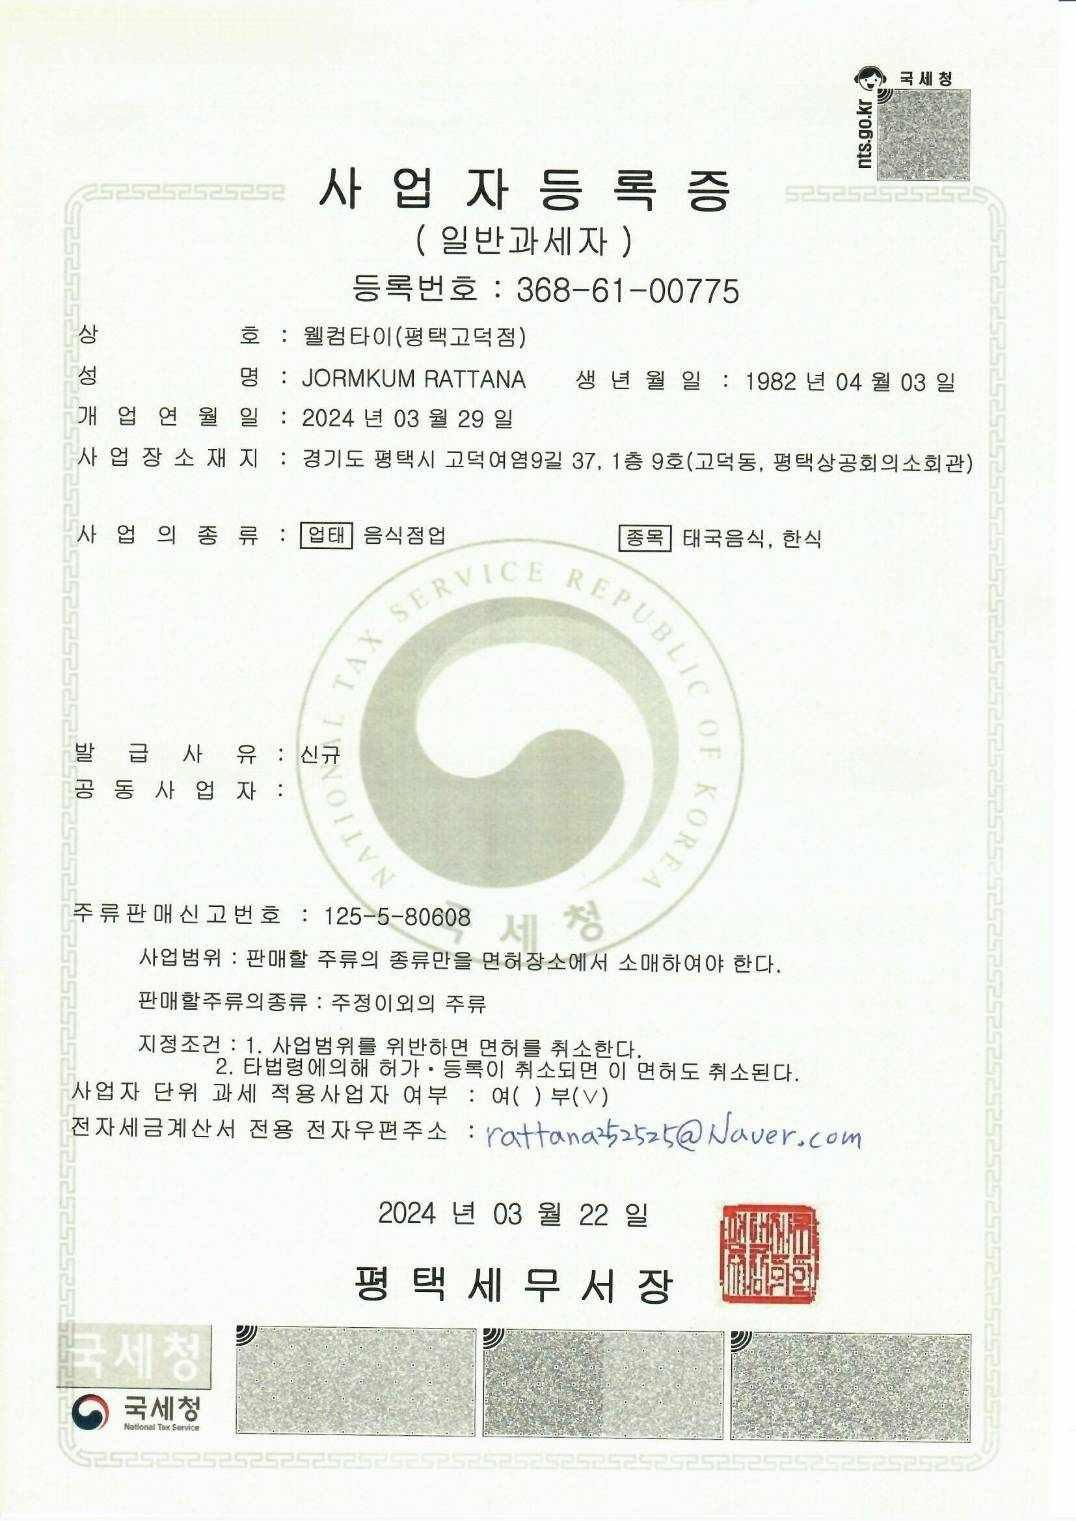 국세청
nts.go.kr
사업자등록증
( 일반과세자 )
등록번호 : 368-61-00775
상 호 : 웰컴타이(평택고덕점)
성 명 : JORMKUM RATTANA 생 년 월 일 : 1982 년 04 월 03 일
개 업 연 월 일 : 2024 년 03 월 29 일
사 업 장 소 재 지 : 경기도 평택시 고덕여염9길 37, 1층 9호(고덕동, 평택상공회의소회관)
사 업 의 종 류 : 업태 음식점업 종목 태국음식, 한식
NATIONAL TAX SERVICE REPUBLIC OF KOREA
발 급 사 유 : 신규
공 동 사 업 자 :
국세청
주류판매신고번호 : 125-5-80608
사업범위 : 판매할 주류의 종류만을 면허장소에서 소매하여야 한다.
판매할주류의종류 : 주정이외의 주류
지정조건 : 1. 사업범위를 위반하면 면허를 취소한다.
2. 타법령에의해 허가·등록이 취소되면 이 면허도 취소된다.
사업자 단위 과세 적용사업자 여부 : 여( ) 부(∨)
전자세금계산서 전용 전자우편주소 : rattana252525@Naver.com
2024 년 03 월 22 일
평택세무서장
국세청
국세청
National Tax Service